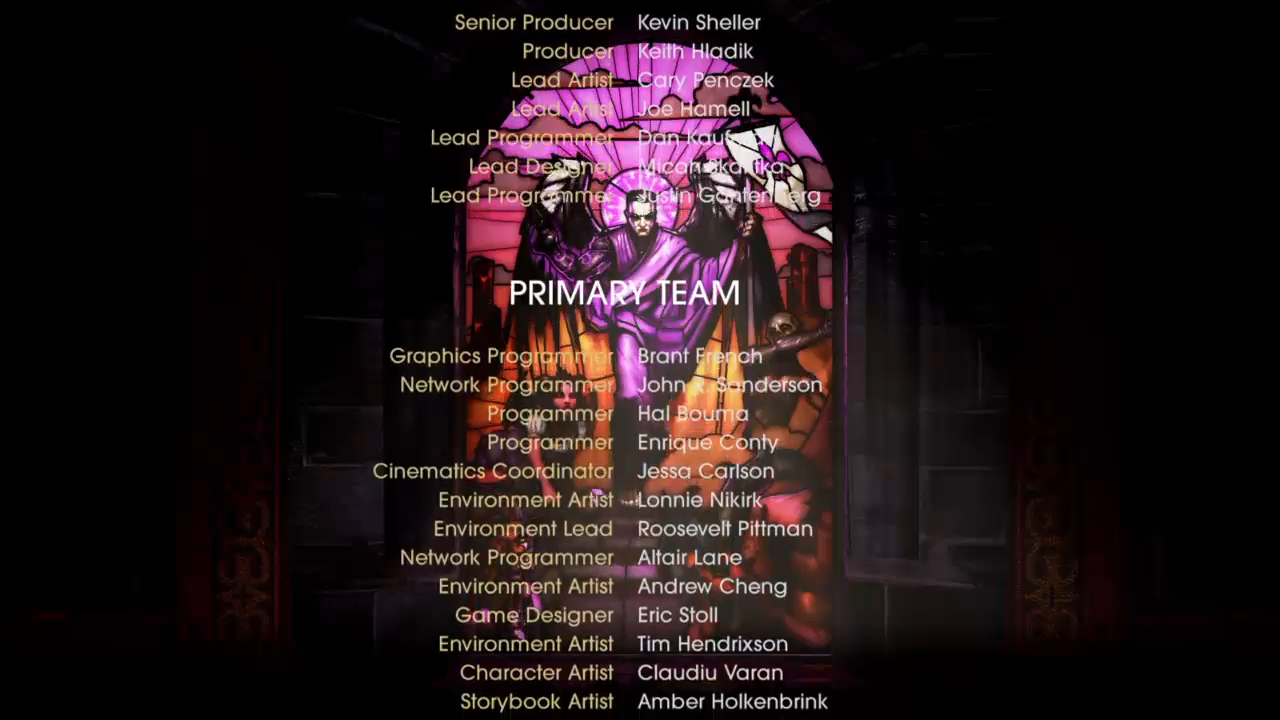 Senior Producer Kevin Sheller
Producer Keith Hladik
Lead Artist Cary Penczek
Lead Artist Joe Hamell
Lead Programmer Dan
Lead Designer Micah
Lead Programmer Justin
PRIMARY TEAM
Graphics Programmer Brant French
Network Programmer John R. Sanderson
Programmer Hal Bouma
Programmer Enrique Conty
Cinematics Coordinator Jessa Carlson
Environment Artist Lonnie Nikirk
Environment Lead Roosevelt Pittman
Network Programmer Altair Lane
Environment Artist Andrew Cheng
Game Designer Eric Stoll
Environment Artist Tim Hendrixson
Character Artist Claudiu Varan
Storybook Artist Amber Holkenbrink